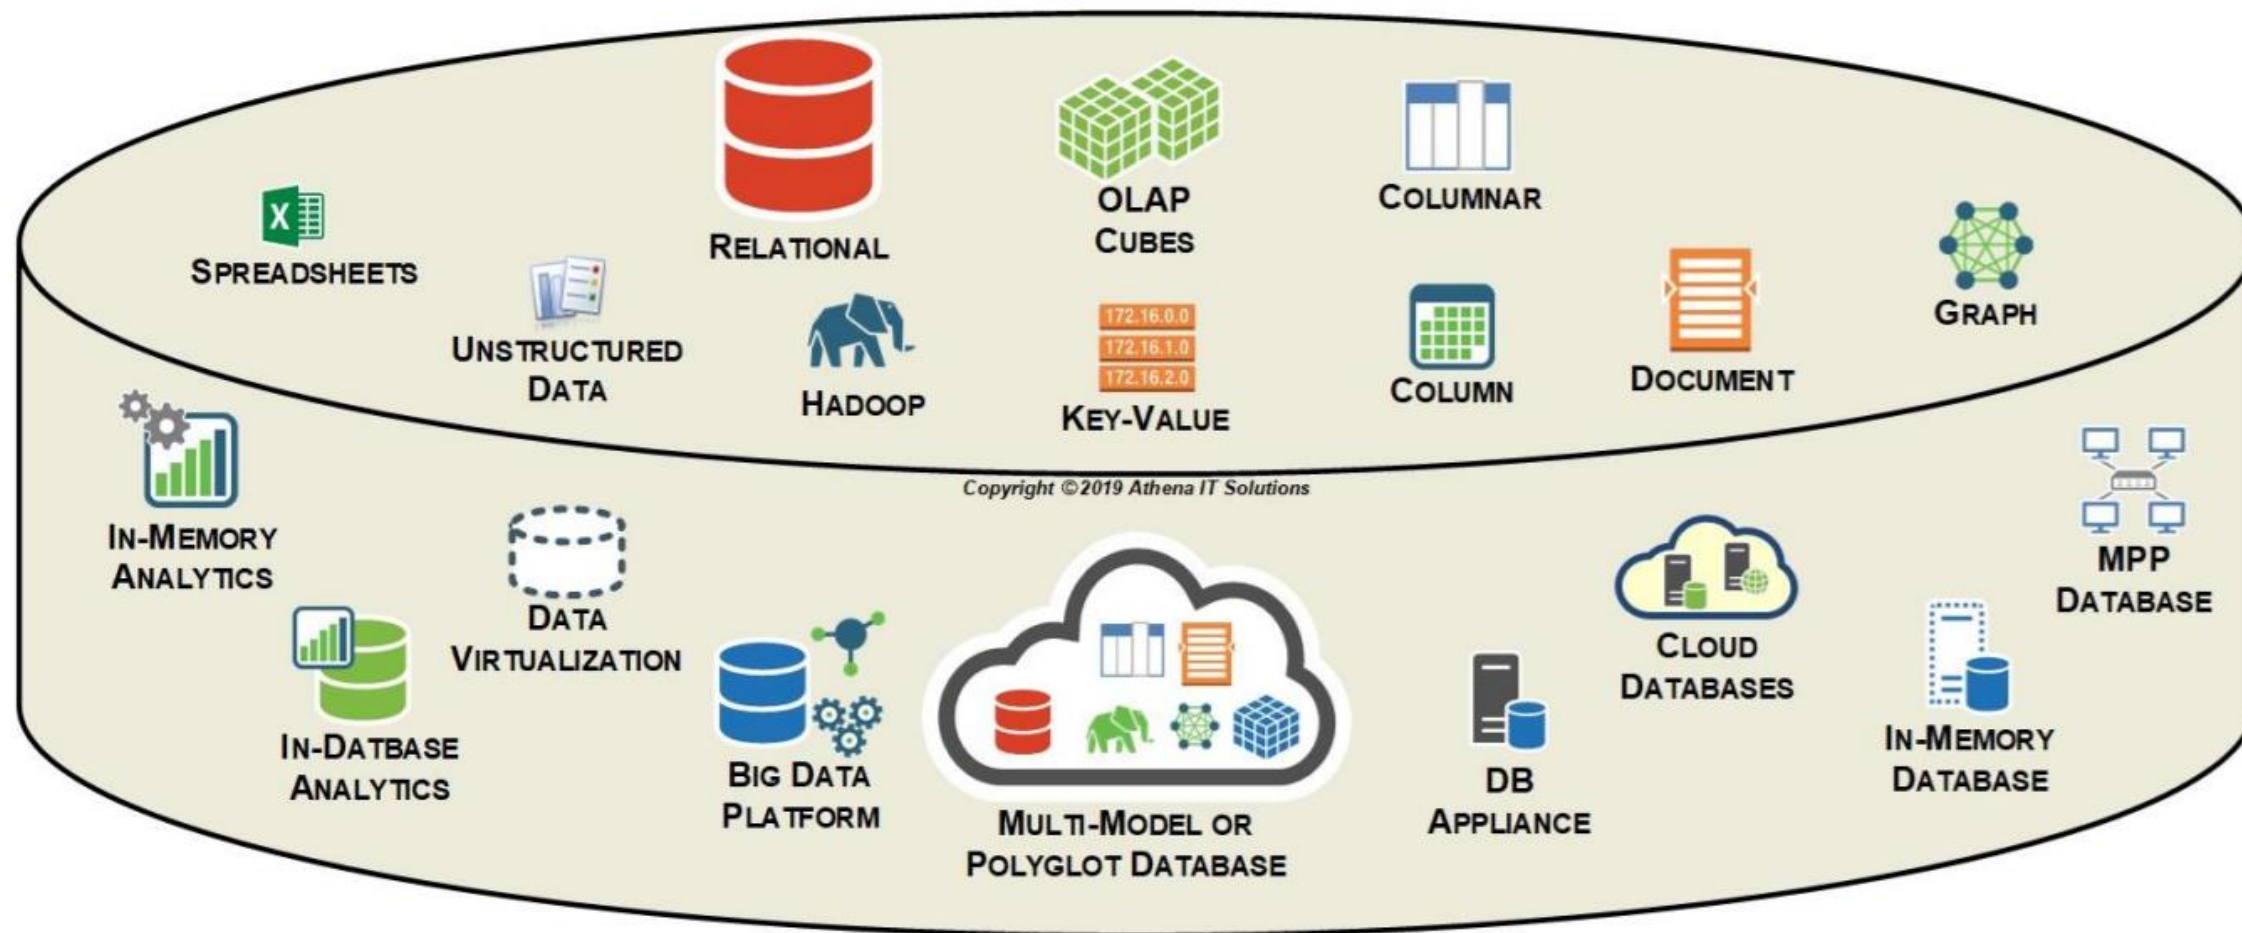 RELATIONAL
OLAP
CUBES
COLUMNAR
X
SPREADSHEETS
UNSTRUCTURED
DATA
HADOOP
172.16.0.0
172.16.1.0
172.16.2.0
KEY-VALUE
COLUMN
DOCUMENT
GRAPH
Copyright ©2019 Athena IT Solutions
IN-MEMORY
ANALYTICS
IN-DATBASE
ANALYTICS
DATA
VIRTUALIZATION
BIG DATA
PLATFORM
MULTI-MODEL OR
POLYGLOT DATABASE
DB
APPLIANCE
CLOUD
DATABASES
IN-MEMORY
DATABASE
MPP
DATABASE